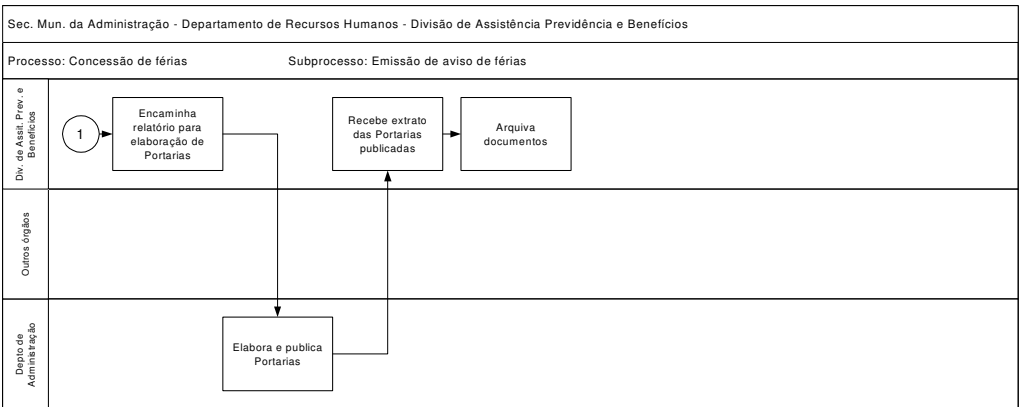 Sec. Mun. da Administração - Departamento de Recursos Humanos - Divisão de Assistência Previdência e Benefícios
Processo: Concessão de férias Subprocesso: Emissão de aviso de férias
Div. de Assit. Prev. e
Benefícios
1
Encaminha
relatório para
elaboração de
Portarias
Recebe extrato
das Portarias
publicadas
Arquiva
documentos
Outros órgãos
Depto de
Administração
Elabora e publica
Portarias